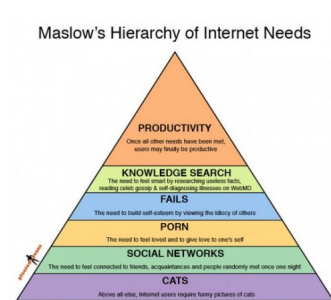 Maslow's Hierarchy of Internet Needs
PRODUCTIVITY
Once all other needs have been met,
users may finally be productive
KNOWLEDGE SEARCH
The need to feel smart by researching useless facts,
reading celeb gossip & self-diagnosing illnesses on WebMD
FAILS
The need to build self-esteem by viewing the idiocy of others
PORN
The need to feel loved and to give love to one's self
SOCIAL NETWORKS
The need to feel connected to friends, acquaintances and people randomly met once one night
CATS
Above all else, Internet users require funny pictures of cats